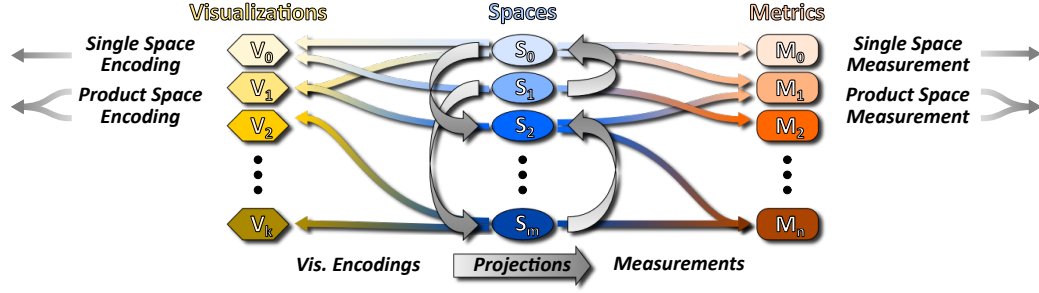 Visualizations Spaces Metrics
Single Space
Encoding
V0 S0 M0
Single Space
Measurement
Product Space
Encoding
V1 S1 M1
Product Space
Measurement
V2 S2 M2
Vk Sm Mn
Vis. Encodings Projections Measurements